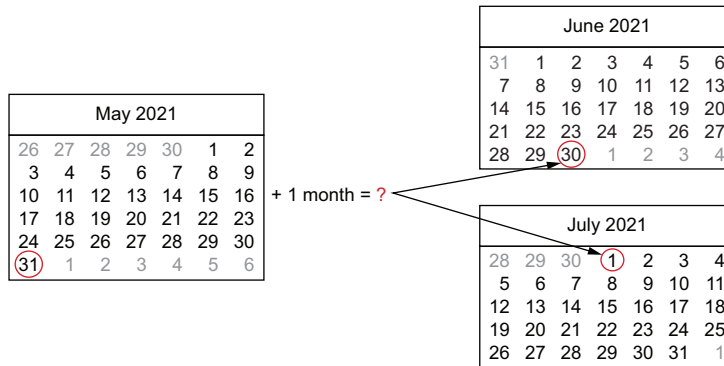 May 2021
26 27 28 29 30 1 2
3 4 5 6 7 8 9
10 11 12 13 14 15 16
17 18 19 20 21 22 23
24 25 26 27 28 29 30
31 1 2 3 4 5 6
+ 1 month = ?
June 2021
31 1 2 3 4 5 6
7 8 9 10 11 12 13
14 15 16 17 18 19 20
21 22 23 24 25 26 27
28 29 30 1 2 3 4
July 2021
28 29 30 1 2 3 4
5 6 7 8 9 10 11
12 13 14 15 16 17 18
19 20 21 22 23 24 25
26 27 28 29 30 31 1